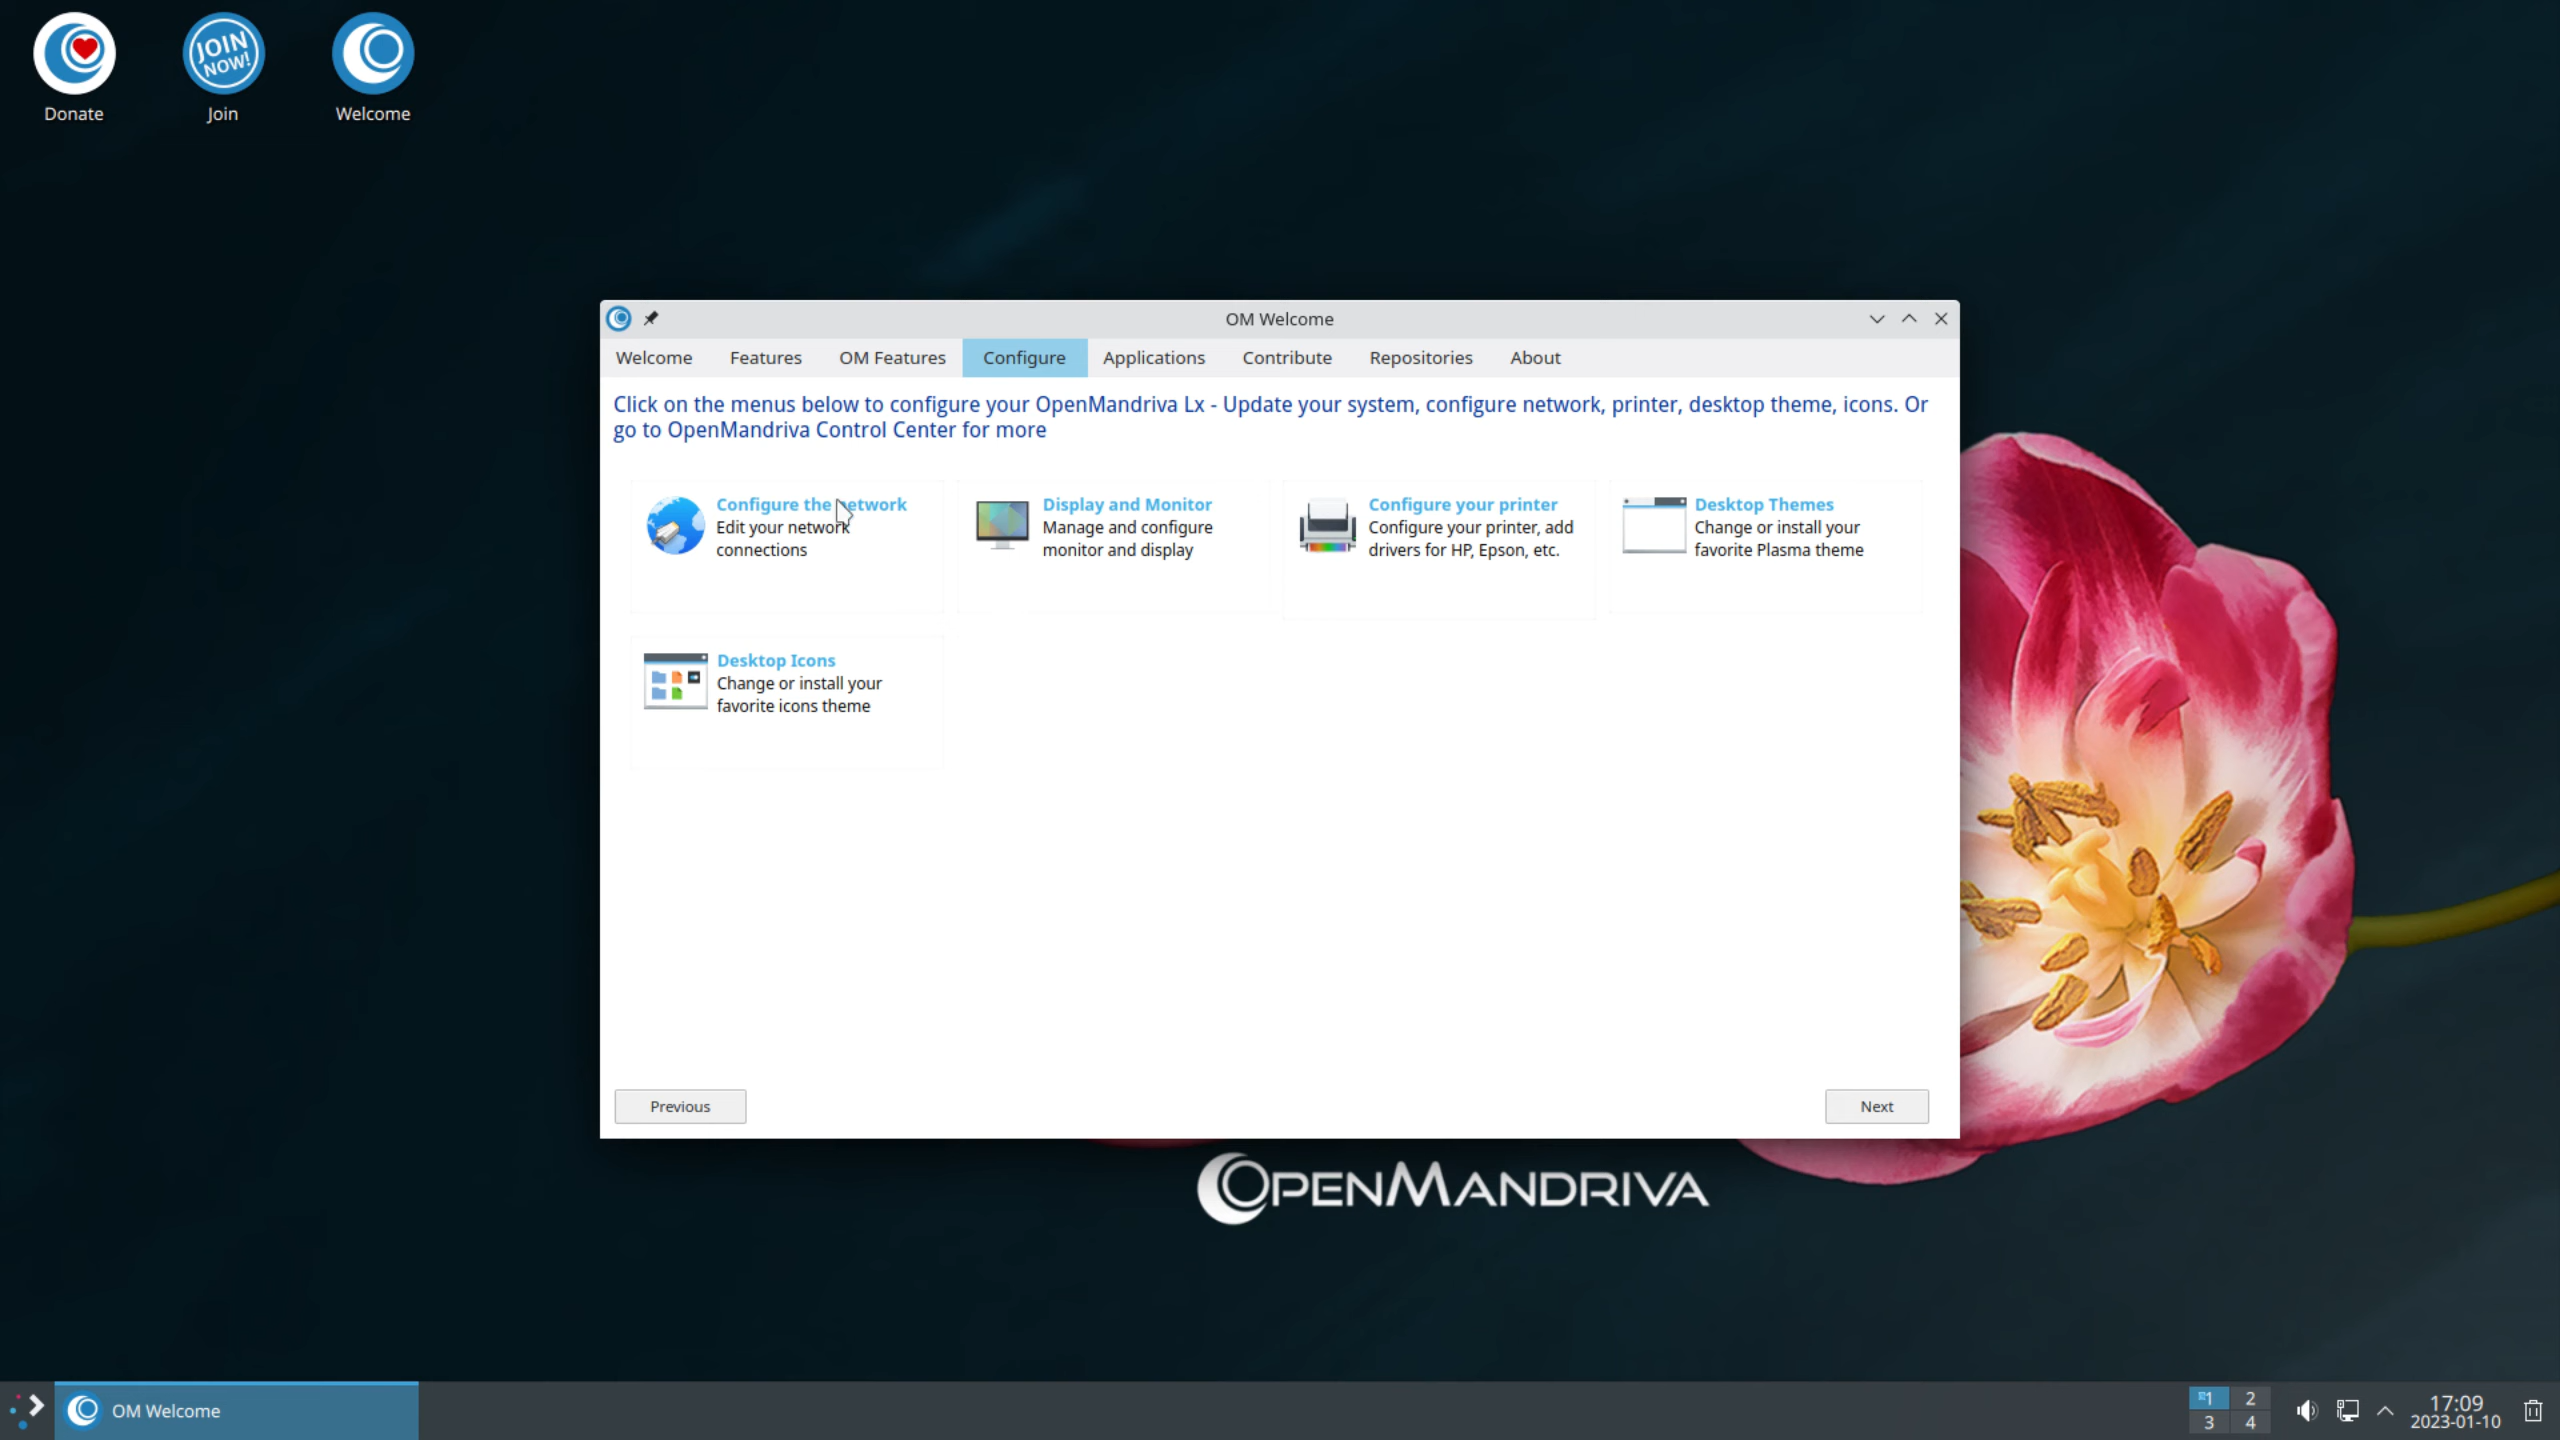 Donate
JOIN NOW!
Join
Welcome
OM Welcome
Welcome
Features
OM Features
Configure
Applications
Contribute
Repositories
About
Click on the menus below to configure your OpenMandriva Lx - Update your system, configure network, printer, desktop theme, icons. Or
go to OpenMandriva Control Center for more
Configure the network
Edit your network
connections
Display and Monitor
Manage and configure
monitor and display
Configure your printer
Configure your printer, add
drivers for HP, Epson, etc.
Desktop Themes
Change or install your
favorite Plasma theme
Desktop Icons
Change or install your
favorite icons theme
Previous
Next
OPENMANDRIVA
OM Welcome
1
2
3
4
17:09
2023-01-10